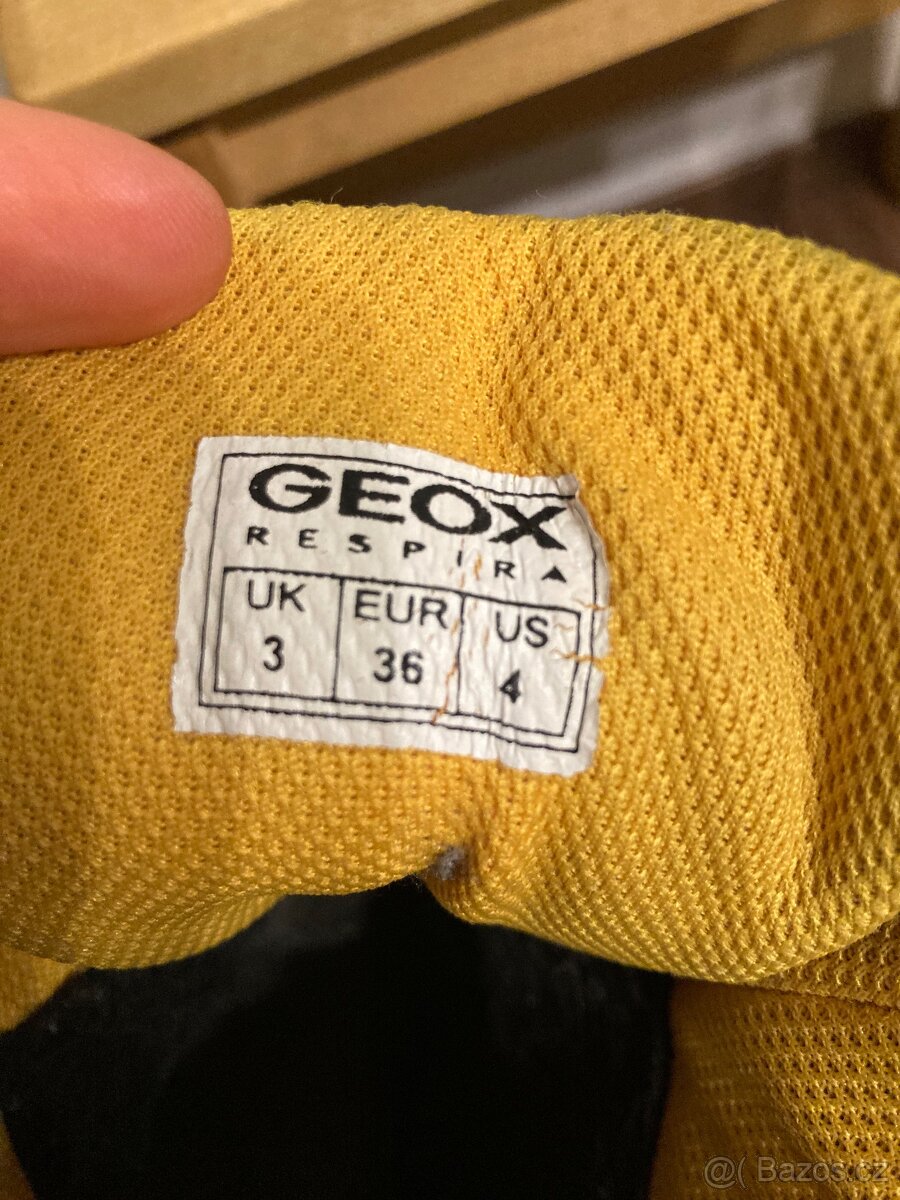 GEOX
RESPIRA
UK EUR US
3 36 4
@( Bazos.cz